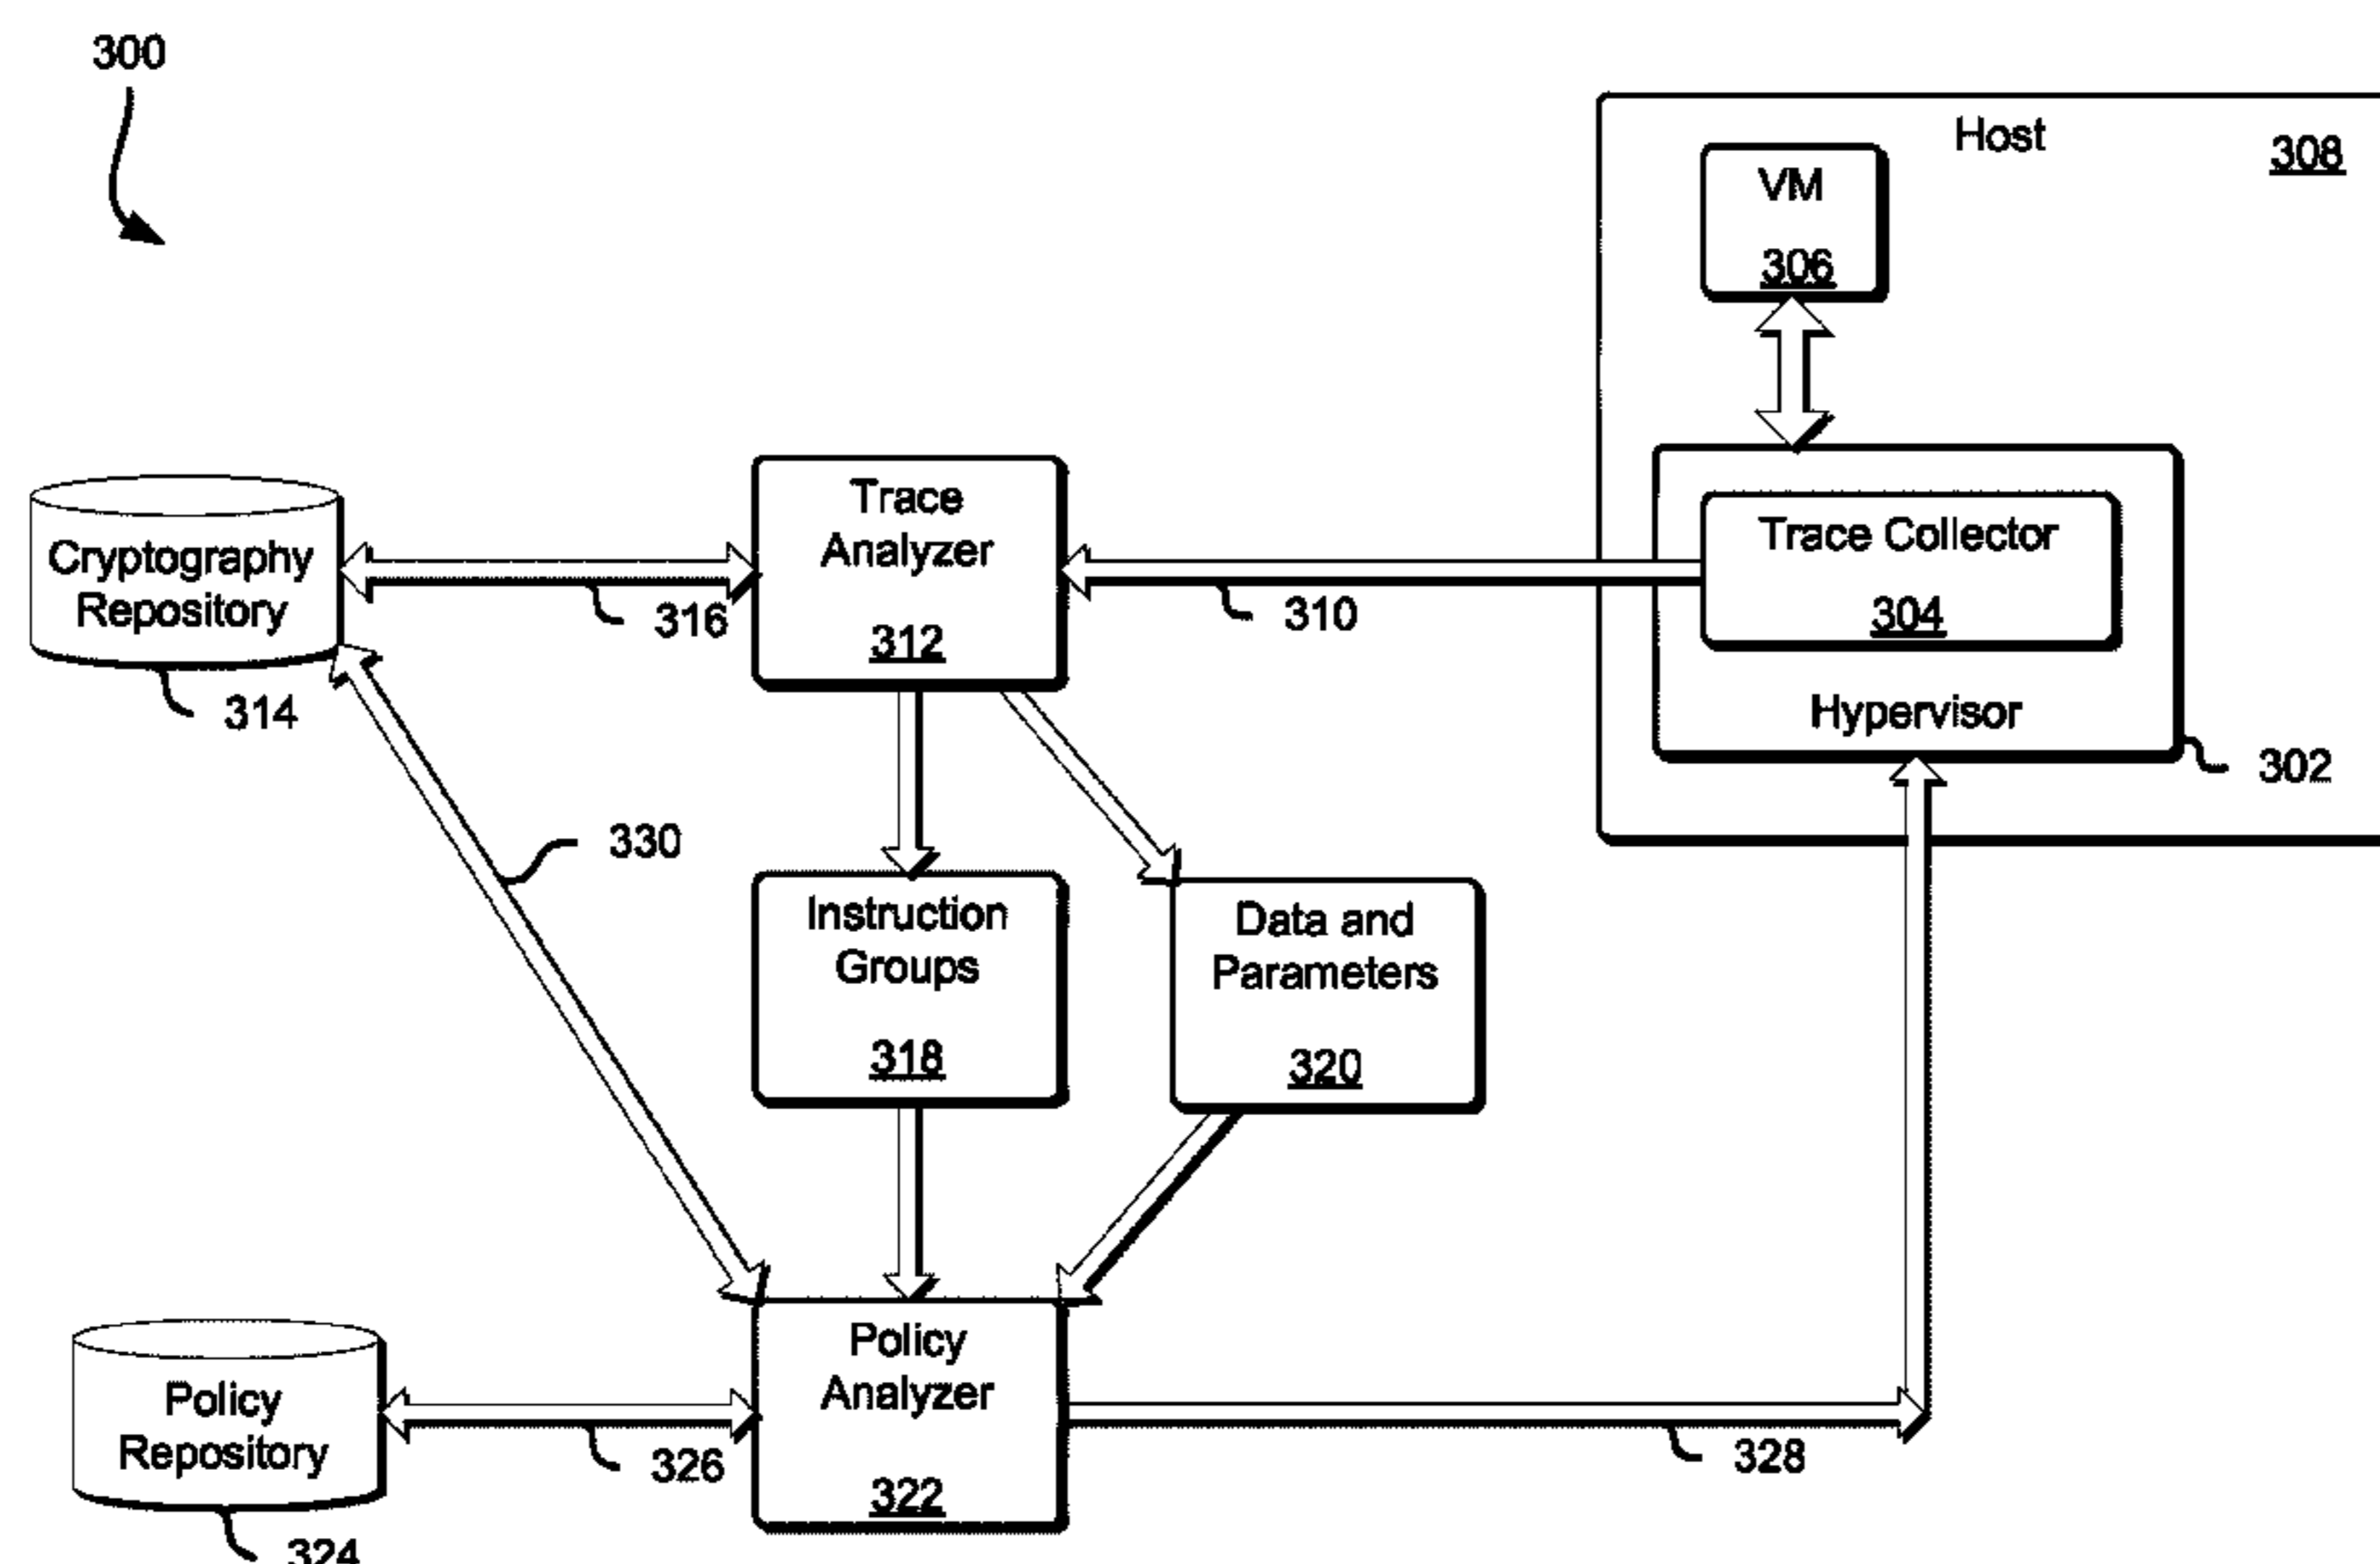 300
Host
308
VM
306
Trace Collector
304
Hypervisor
302
Trace
Analyzer
312
310
316
Cryptography
Repository
314
330
Instruction
Groups
318
Data and
Parameters
320
Policy
Analyzer
322
328
326
Policy
Repository
324